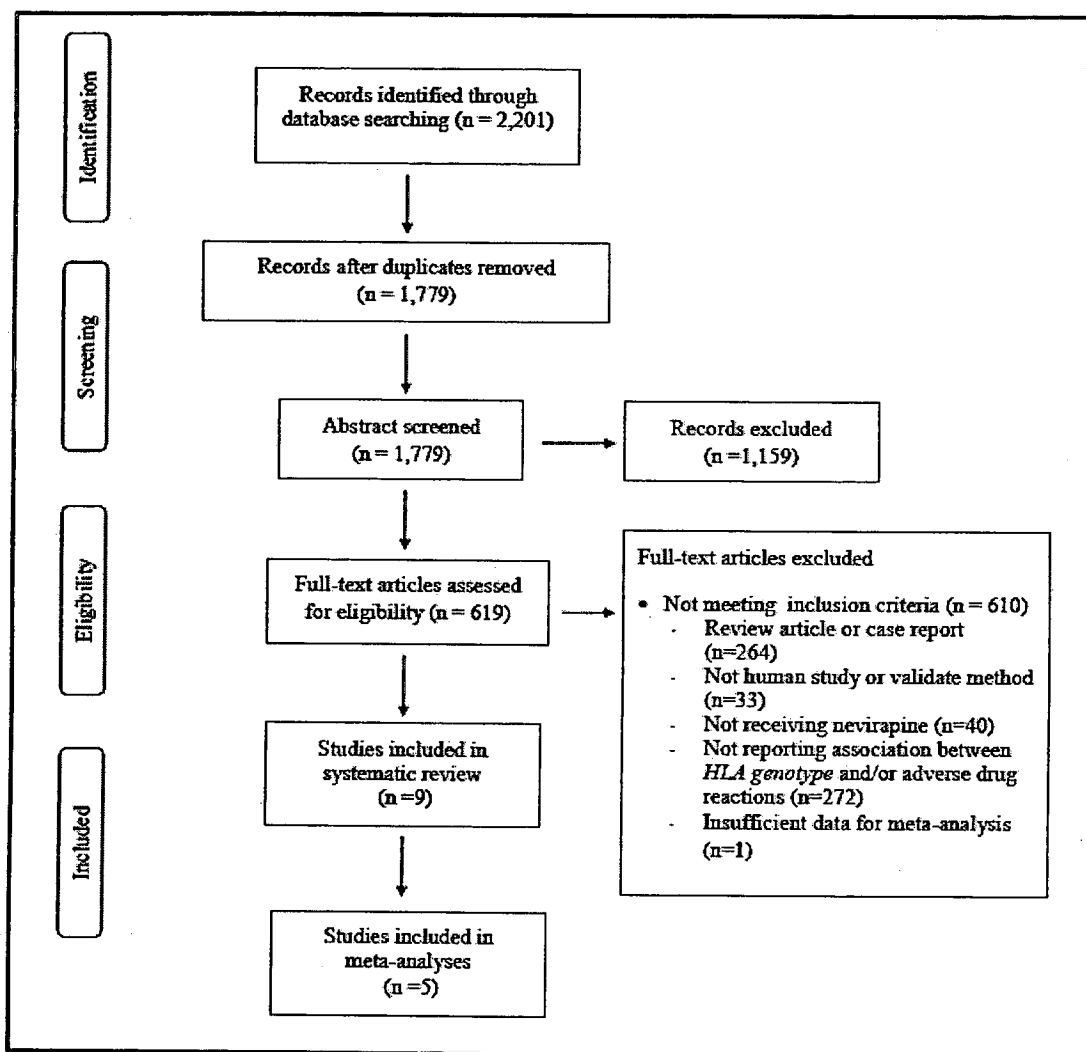 Identification
Records identified through
database searching (n = 2,201)
Records after duplicates removed
(n = 1,779)
Screening
Abstract screened
(n = 1,779)
Records excluded
(n =1,159)
Eligibility
Full-text articles assessed
for eligibility (n = 619)
Full-text articles excluded
• Not meeting inclusion criteria (n = 610)
- Review article or case report
(n=264)
- Not human study or validate method
(n=33)
- Not receiving nevirapine (n=40)
- Not reporting association between
HLA genotype and/or adverse drug
reactions (n=272)
- Insufficient data for meta-analysis
(n=1)
Studies included in
systematic review
(n =9)
Included
Studies included in
meta-analyses
(n =5)